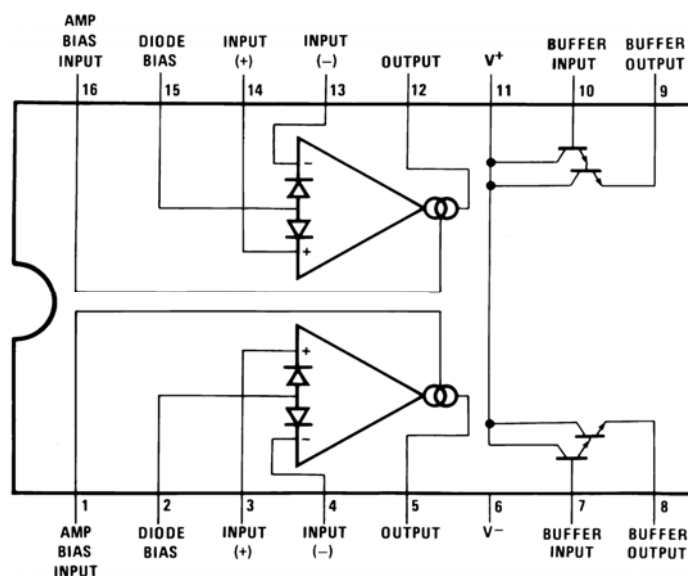 AMP
BIAS
INPUT
DIODE
BIAS
INPUT
(+)
INPUT
(−)
OUTPUT
V+
BUFFER
INPUT
BUFFER
OUTPUT
16
15
14
13
12
11
10
9
−
+
+
−
1
2
3
4
5
6
7
8
AMP
BIAS
INPUT
DIODE
BIAS
INPUT
(+)
INPUT
(−)
OUTPUT
V−
BUFFER
INPUT
BUFFER
OUTPUT